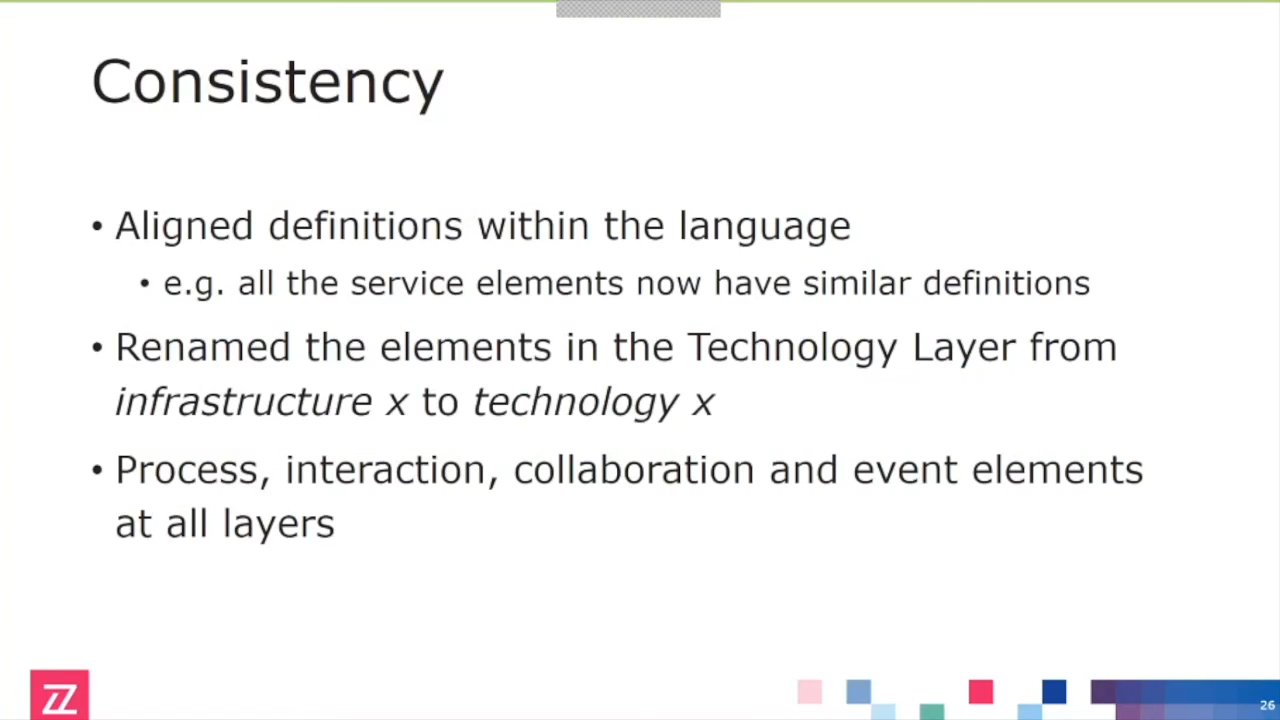 Consistency
• Aligned definitions within the language
• e.g. all the service elements now have similar definitions
• Renamed the elements in the Technology Layer from
infrastructure x to technology x
• Process, interaction, collaboration and event elements
at all layers
26